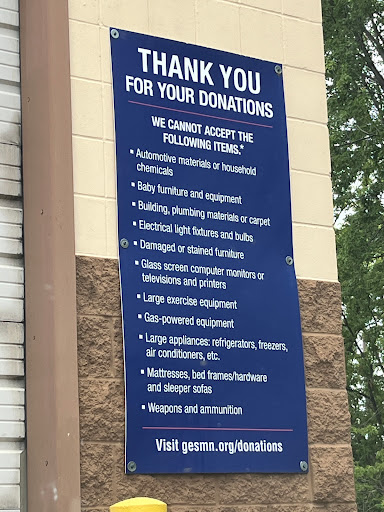 THANK YOU
FOR YOUR DONATIONS
WE CANNOT ACCEPT THE
FOLLOWING ITEMS.*
▪ Automotive materials or household
chemicals
▪ Baby furniture and equipment
▪ Building, plumbing materials or carpet
▪ Electrical light fixtures and bulbs
▪ Damaged or stained furniture
▪ Glass screen computer monitors or
televisions and printers
▪ Large exercise equipment
▪ Gas-powered equipment
▪ Large appliances: refrigerators, freezers,
air conditioners, etc.
▪ Mattresses, bed frames/hardware
and sleeper sofas
▪ Weapons and ammunition
Visit gesmn.org/donations